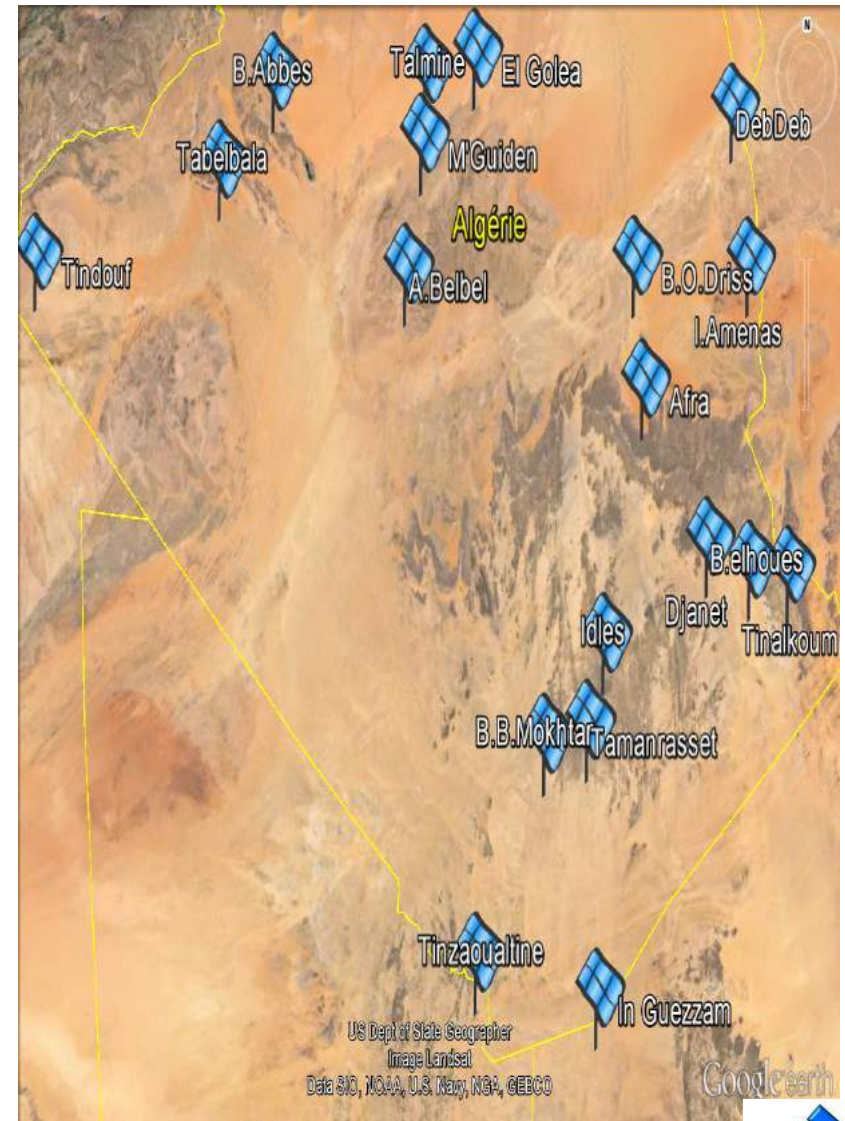 N
B.Abbes
Talmine
El Golea
DebDeb
Tabelbala
M'Guiden
Algérie
Tindouf
A.Belbel
B.O.Driss
I.Amenas
Afra
B.elhoues
Djanet
Tinalkoum
Idles
B.B.Mokhtar
Tamanrasset
Tinzaoualtine
In Guezzam
US Dept of State Geographer
Image Landsat
Data SIO, NOAA, U.S. Navy, NGA, GEBCO
Google earth